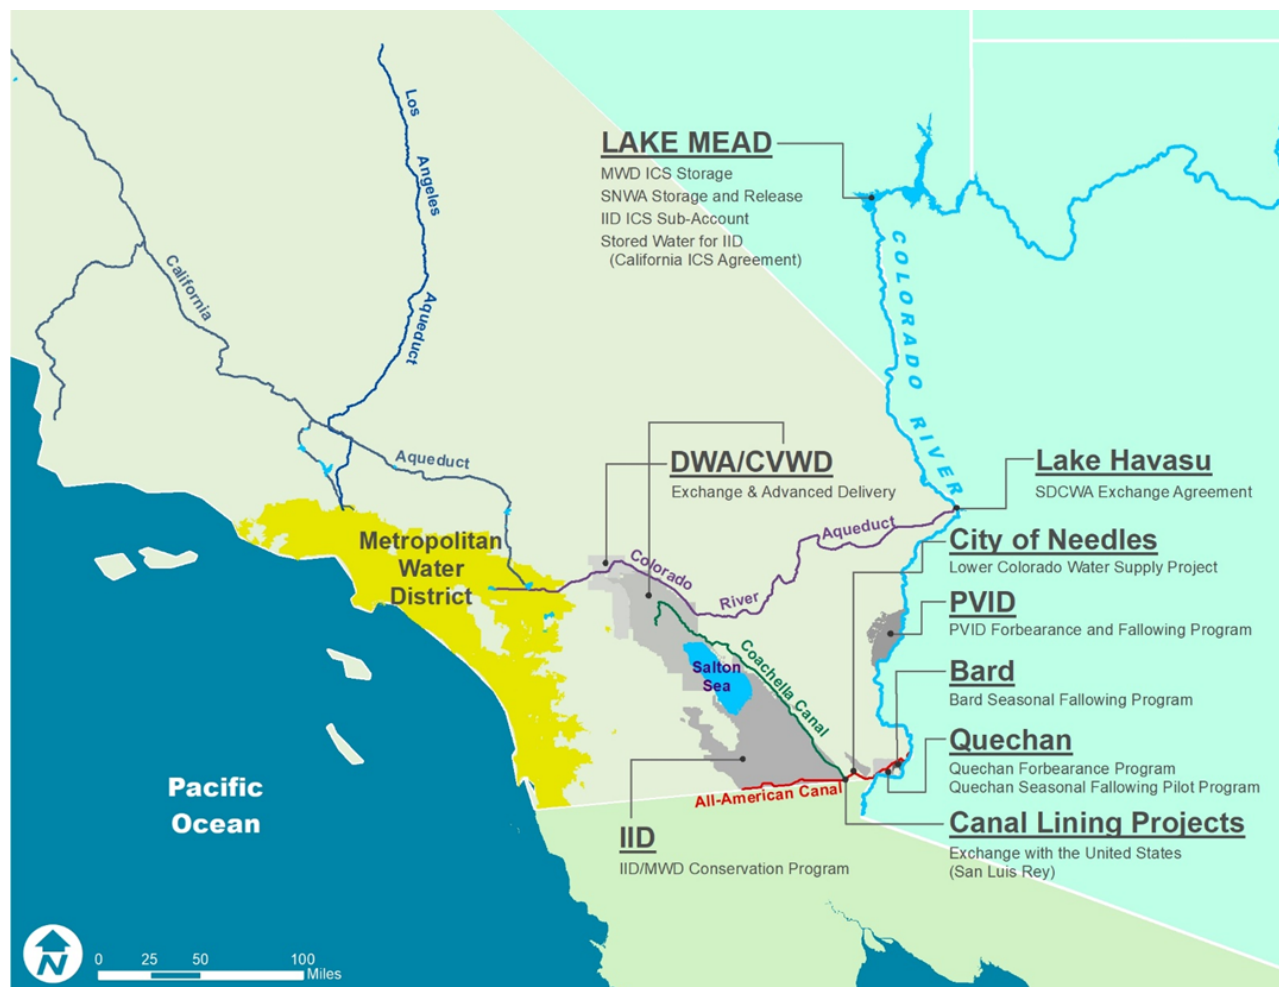 Los
Angeles
Aqueduct
California
Aqueduct
LAKE MEAD
MWD ICS Storage
SNWA Storage and Release
IID ICS Sub-Account
Stored Water for IID
(California ICS Agreement)
COLORADO RIVER
DWA/CVWD
Exchange & Advanced Delivery
Lake Havasu
SDCWA Exchange Agreement
Metropolitan
Water
District
Colorado
River
Aqueduct
City of Needles
Lower Colorado Water Supply Project
PVID
PVID Forbearance and Fallowing Program
Salton
Sea
Coachella Canal
Bard
Bard Seasonal Fallowing Program
Quechan
Quechan Forbearance Program
Quechan Seasonal Fallowing Pilot Program
All-American Canal
Canal Lining Projects
Exchange with the United States
(San Luis Rey)
IID
IID/MWD Conservation Program
Pacific
Ocean
N
0 25 50 100
Miles